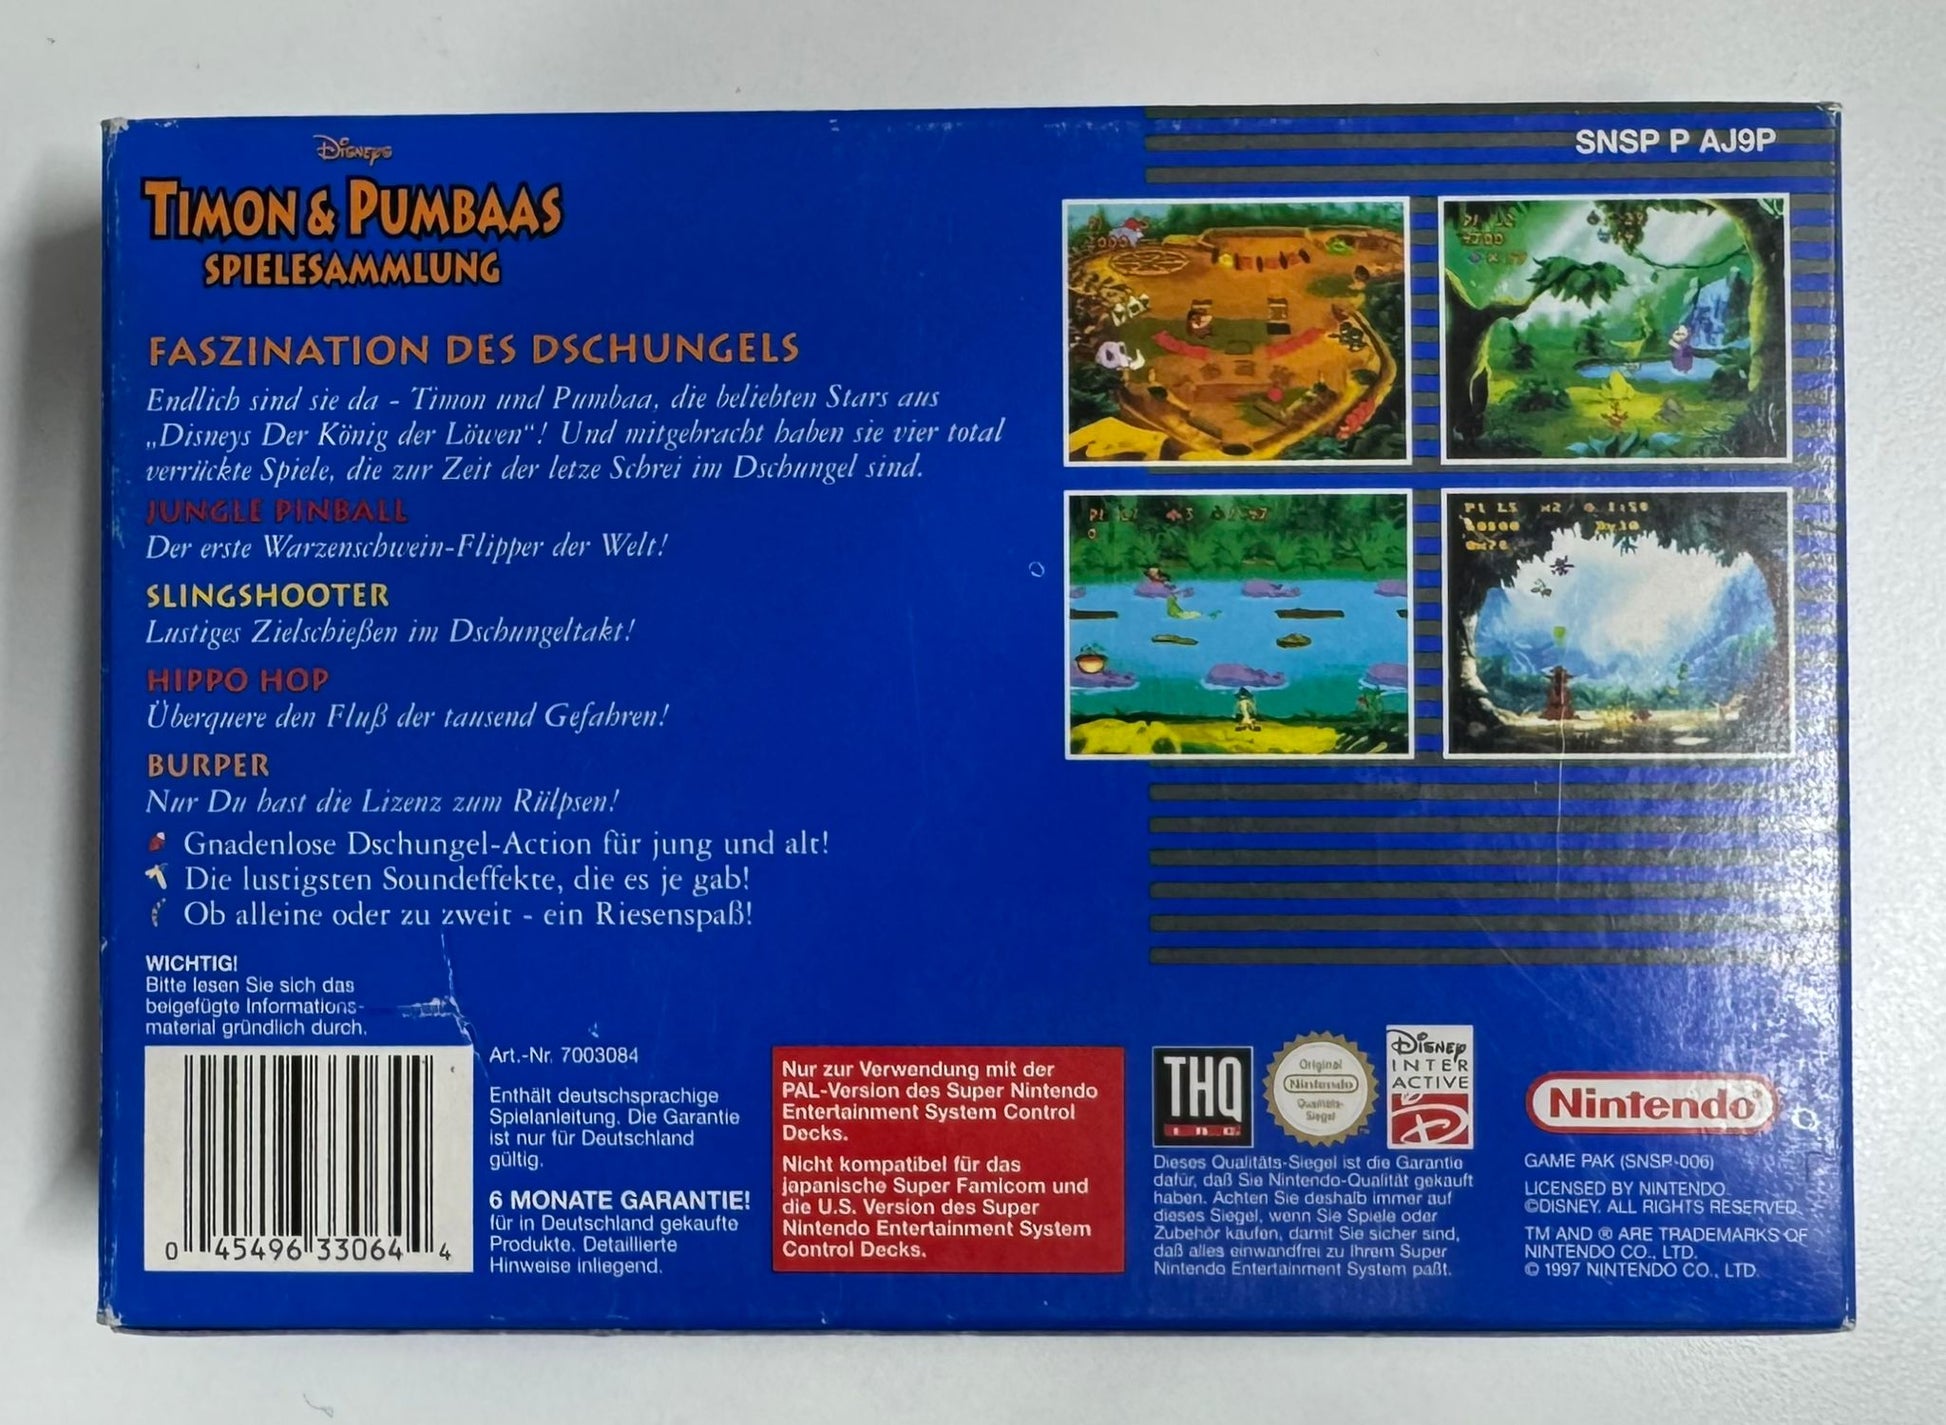 SNSP P AJ9P
DISNEYS
TIMON & PUMBAAS
SPIELESAMMLUNG
FASZINATION DES DSCHUNGELS
Endlich sind sie da - Timon und Pumbaa, die beliebten Stars aus
„Disneys Der König der Löwen“! Und mitgebracht haben sie vier total
verrückte Spiele, die zur Zeit der letze Schrei im Dschungel sind.
JUNGLE PINBALL
Der erste Warzenschwein-Flipper der Welt!
SLINGSHOOTER
Lustiges Zielschießen im Dschungeltakt!
HIPPO HOP
Überquere den Fluß der tausend Gefahren!
BURPER
Nur Du hast die Lizenz zum Rülpsen!
Gnadenlose Dschungel-Action für jung und alt!
Die lustigsten Soundeffekte, die es je gab!
Ob alleine oder zu zweit - ein Riesenspaß!
WICHTIG!
Bitte lesen Sie sich das
beigefügte Informations-
material gründlich durch.
0 45496 33064 4
Art.-Nr. 7003084
Enthält deutschsprachige
Spielanleitung. Die Garantie
ist nur für Deutschland
gültig.
6 MONATE GARANTIE!
für in Deutschland gekaufte
Produkte. Detaillierte
Hinweise inliegend.
Nur zur Verwendung mit der
PAL-Version des Super Nintendo
Entertainment System Control
Decks.
Nicht kompatibel für das
japanische Super Famicom und
die U.S. Version des Super
Nintendo Entertainment System
Control Decks.
THQ
INC.
Original
Nintendo
Qualitäts-
Siegel
DISNEY
INTER
ACTIVE
Dieses Qualitäts-Siegel ist die Garantie
dafür, daß Sie Nintendo-Qualität gekauft
haben. Achten Sie deshalb immer auf
dieses Siegel, wenn Sie Spiele oder
Zubehör kaufen, damit Sie sicher sind,
daß alles einwandfrei zu Ihrem Super
Nintendo Entertainment System paßt.
Nintendo®
GAME PAK (SNSP-006)
LICENSED BY NINTENDO
©DISNEY. ALL RIGHTS RESERVED.
TM AND ® ARE TRADEMARKS OF
NINTENDO CO., LTD.
© 1997 NINTENDO CO., LTD.